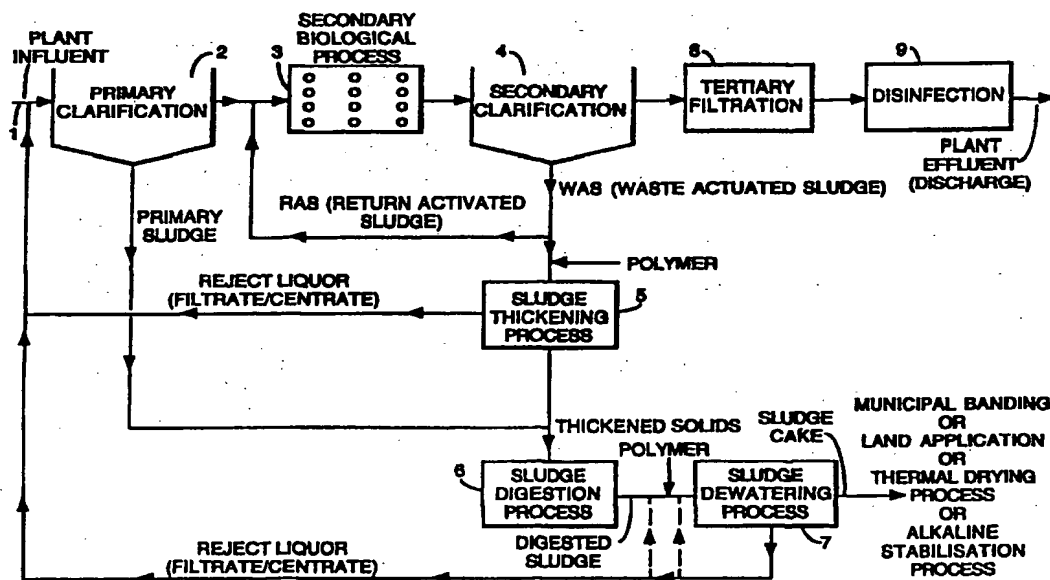 PLANT
INFLUENT
1
2
PRIMARY
CLARIFICATION
SECONDARY
BIOLOGICAL
PROCESS
3
4
SECONDARY
CLARIFICATION
8
TERTIARY
FILTRATION
9
DISINFECTION
PLANT
EFFLUENT
(DISCHARGE)
WAS (WASTE ACTUATED SLUDGE)
RAS (RETURN ACTIVATED
SLUDGE)
PRIMARY
SLUDGE
POLYMER
REJECT LIQUOR
(FILTRATE/CENTRATE)
SLUDGE
THICKENING
PROCESS
5
THICKENED SOLIDS
POLYMER
SLUDGE
CAKE
MUNICIPAL BANDING
OR
LAND APPLICATION
OR
THERMAL DRYING
PROCESS
OR
ALKALINE
STABILISATION
PROCESS
6
SLUDGE
DIGESTION
PROCESS
DIGESTED
SLUDGE
SLUDGE
DEWATERING
PROCESS
7
REJECT LIQUOR
(FILTRATE/CENTRATE)